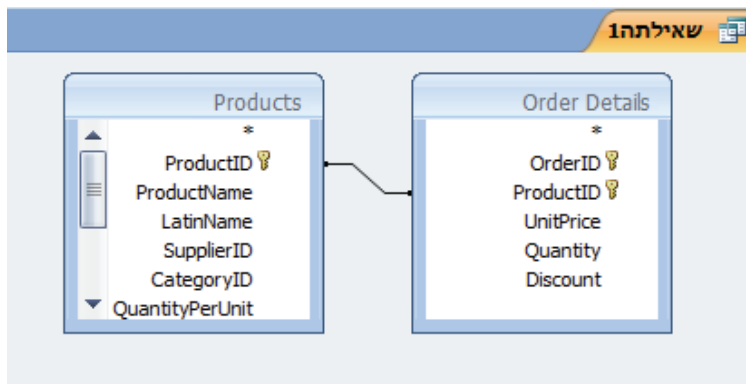 שאילתה1
Order Details
*
OrderID
ProductID
UnitPrice
Quantity
Discount
Products
*
ProductID
ProductName
LatinName
SupplierID
CategoryID
QuantityPerUnit